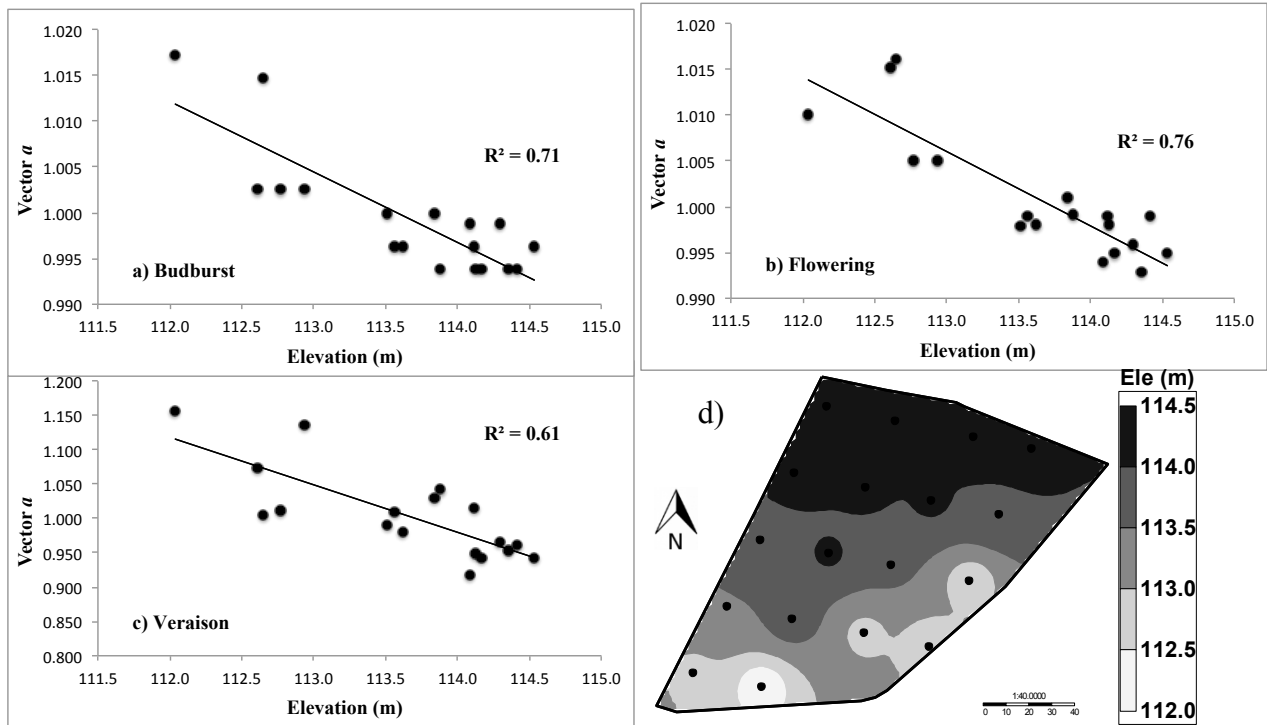 1.020
1.015
1.010
1.005
1.000
0.995
0.990
Vector a
R² = 0.71
a) Budburst
111.5 112.0 112.5 113.0 113.5 114.0 114.5 115.0
Elevation (m)
1.020
1.015
1.010
1.005
1.000
0.995
0.990
Vector a
R² = 0.76
b) Flowering
111.5 112.0 112.5 113.0 113.5 114.0 114.5 115.0
Elevation (m)
1.200
1.150
1.100
1.050
1.000
0.950
0.900
0.850
0.800
Vector a
R² = 0.61
c) Veraison
111.5 112.0 112.5 113.0 113.5 114.0 114.5 115.0
Elevation (m)
d)
N
Ele (m)
114.5
114.0
113.5
113.0
112.5
112.0
1:40.0000
0 10 20 30 40